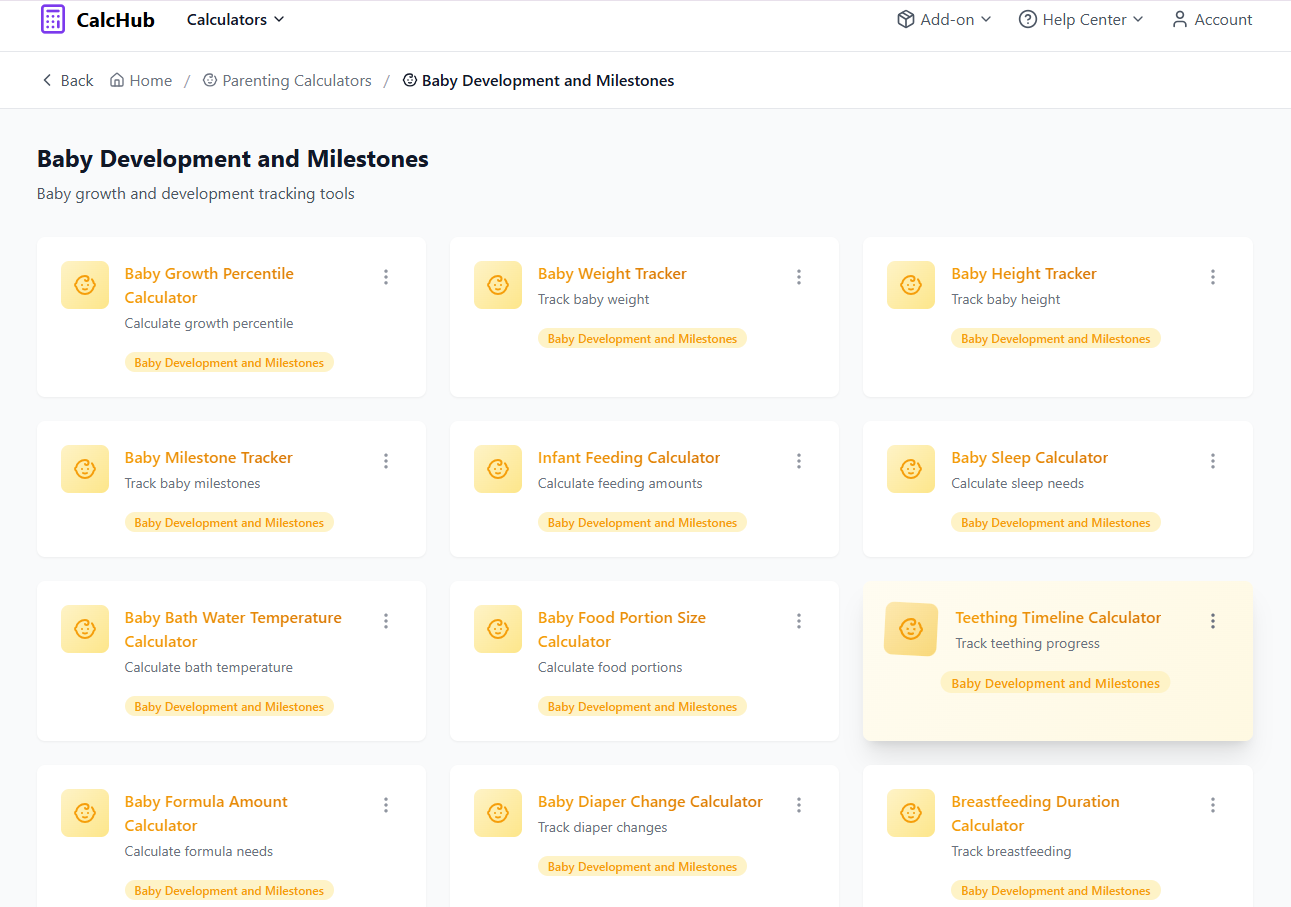 CalcHub
Calculators
Add-on
Help Center
Account
Back
Home
/
Parenting Calculators
/
Baby Development and Milestones
Baby Development and Milestones
Baby growth and development tracking tools
Baby Growth Percentile
Calculator
Calculate growth percentile
Baby Development and Milestones
Baby Weight Tracker
Track baby weight
Baby Development and Milestones
Baby Height Tracker
Track baby height
Baby Development and Milestones
Baby Milestone Tracker
Track baby milestones
Baby Development and Milestones
Infant Feeding Calculator
Calculate feeding amounts
Baby Development and Milestones
Baby Sleep Calculator
Calculate sleep needs
Baby Development and Milestones
Baby Bath Water Temperature
Calculator
Calculate bath temperature
Baby Development and Milestones
Baby Food Portion Size
Calculator
Calculate food portions
Baby Development and Milestones
Teething Timeline Calculator
Track teething progress
Baby Development and Milestones
Baby Formula Amount
Calculator
Calculate formula needs
Baby Development and Milestones
Baby Diaper Change Calculator
Track diaper changes
Baby Development and Milestones
Breastfeeding Duration
Calculator
Track breastfeeding
Baby Development and Milestones